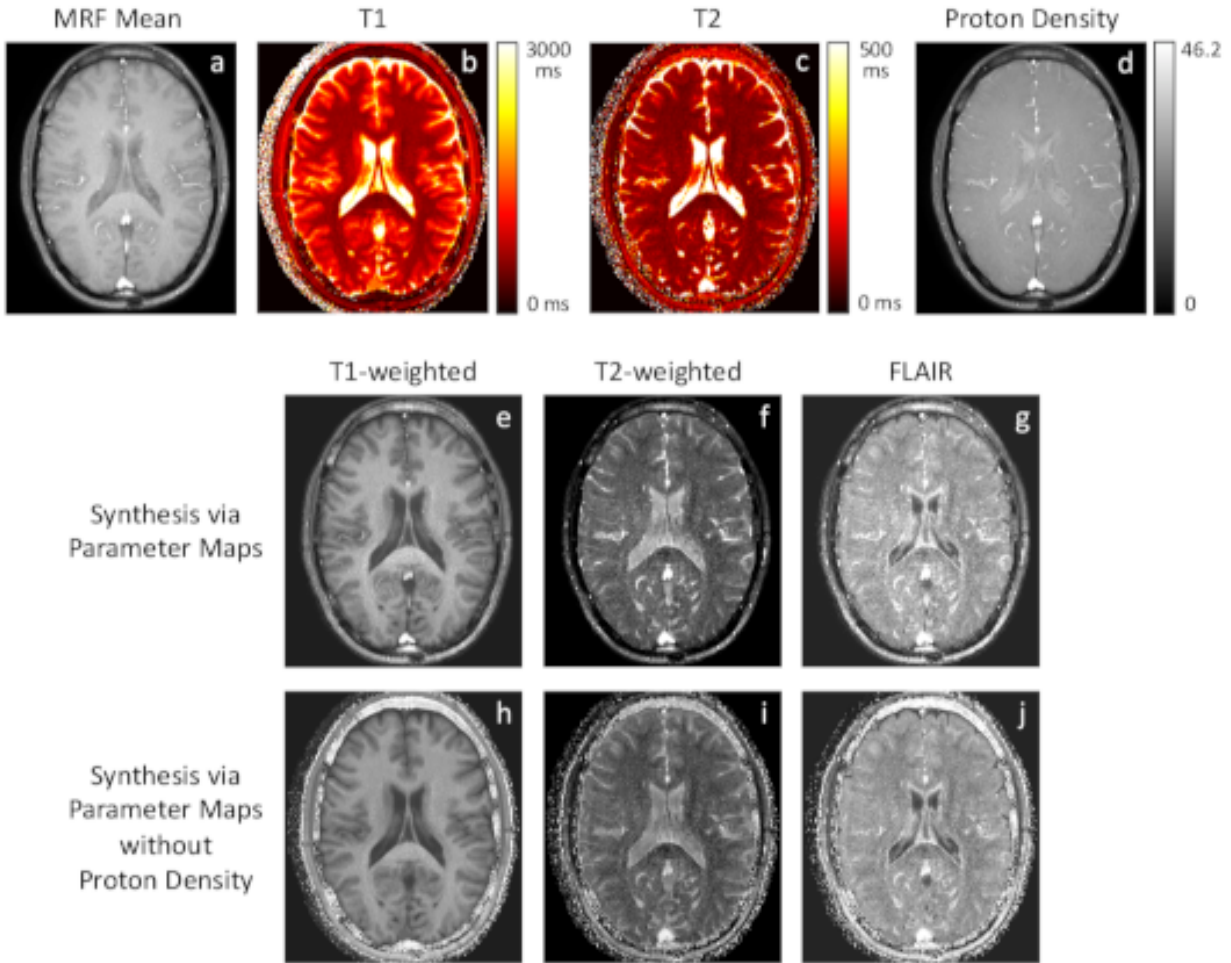 MRF Mean
T1
T2
Proton Density
a
b
3000
ms
0 ms
c
500
ms
0 ms
d
46.2
0
T1-weighted
T2-weighted
FLAIR
Synthesis via
Parameter Maps
e
f
g
Synthesis via
Parameter Maps
without
Proton Density
h
i
j